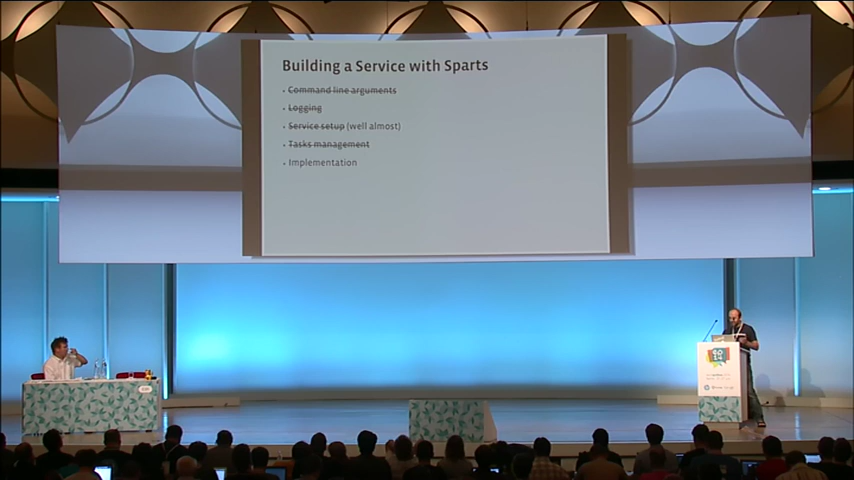 Building a Service with Sparts
• Command line arguments
• Logging
• Service setup (well almost)
• Tasks management
• Implementation